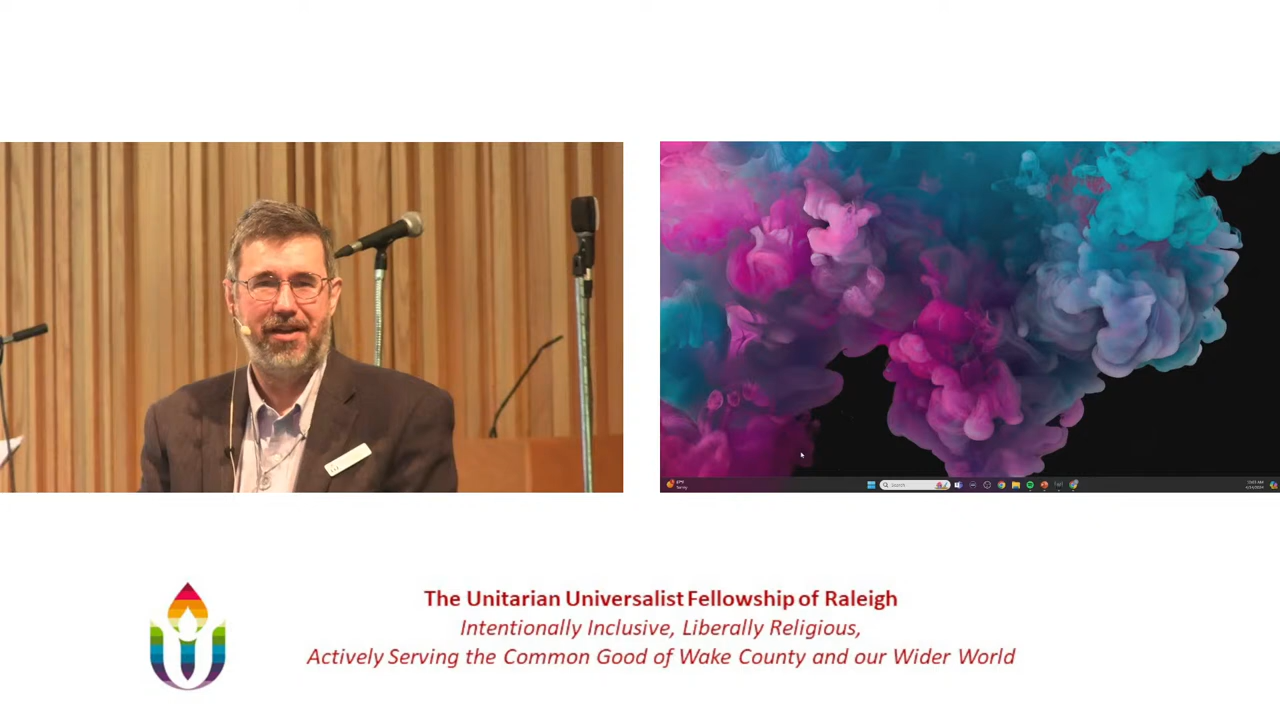 Search
The Unitarian Universalist Fellowship of Raleigh
Intentionally Inclusive, Liberally Religious,
Actively Serving the Common Good of Wake County and our Wider World